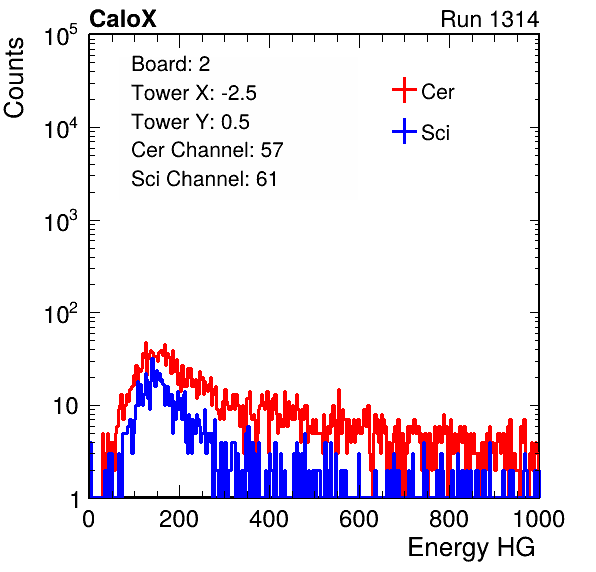 CaloX
Run 1314
Counts
10^5
10^4
10^3
10^2
10
1
Board: 2
Tower X: -2.5
Tower Y: 0.5
Cer Channel: 57
Sci Channel: 61
Cer
Sci
0 200 400 600 800 1000
Energy HG